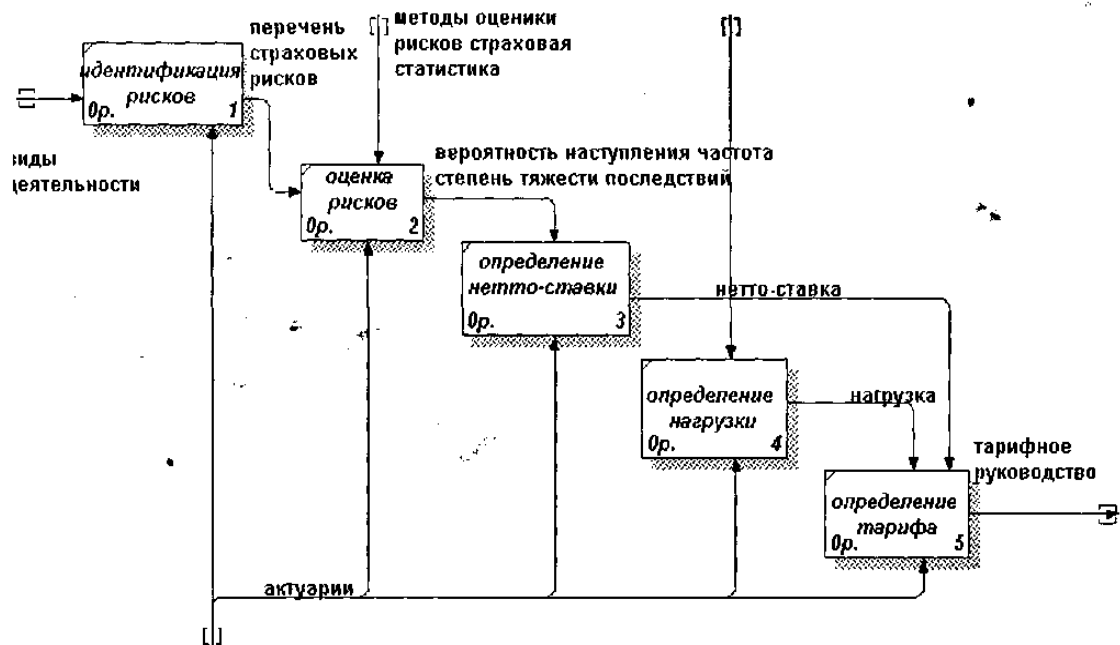 перечень
страховых
рисков
методы оценики
рисков страховая
статистика
идентификация
рисков
0р. 1
виды
деятельности
оценка
рисков
0р. 2
вероятность наступления частота
степень тяжести последствий
определение
нетто-ставки
0р. 3
нетто-ставка
определение
нагрузки
0р. 4
нагрузка
тарифное
руководство
определение
тарифа
0р. 5
актуарии